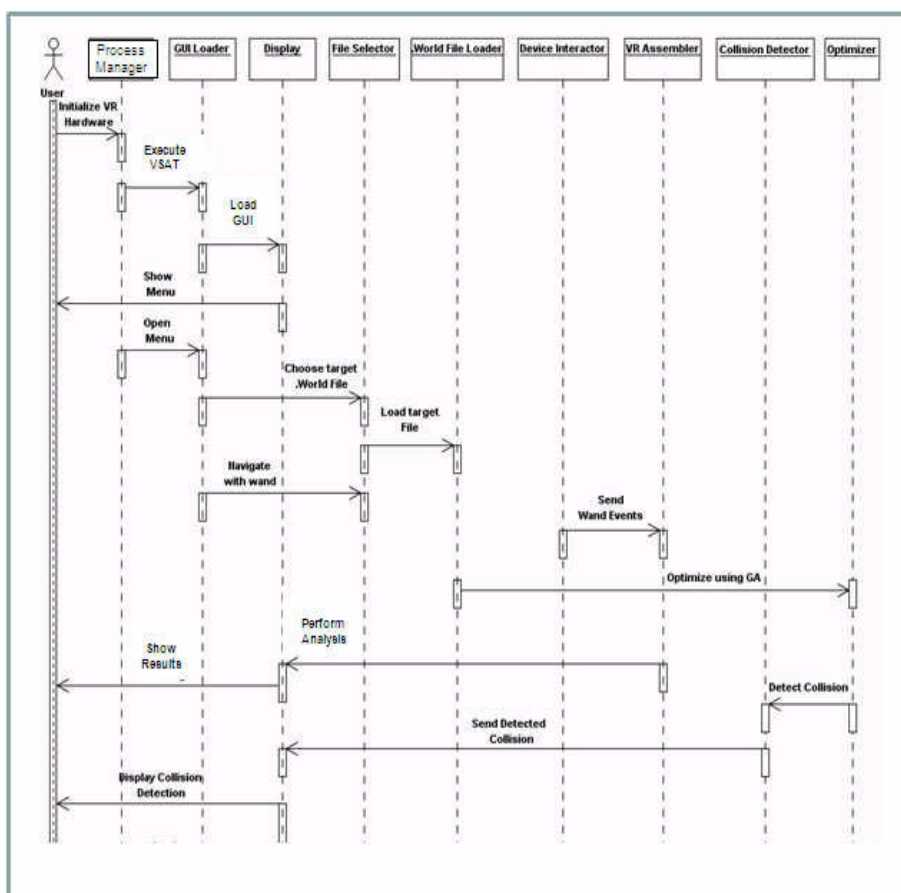 Process
Manager
GUI Loader
Display
File Selector
.World File Loader
Device Interactor
VR Assembler
Collision Detector
Optimizer
User
Initialize VR
Hardware
Execute
VSAT
Load
GUI
Show
Menu
Open
Menu
Choose target
.World File
Load target
File
Navigate
with wand
Send
Wand Events
Optimize using GA
Perform
Analysis
Show
Results
Detect Collision
Send Detected
Collision
Display Collision
Detection